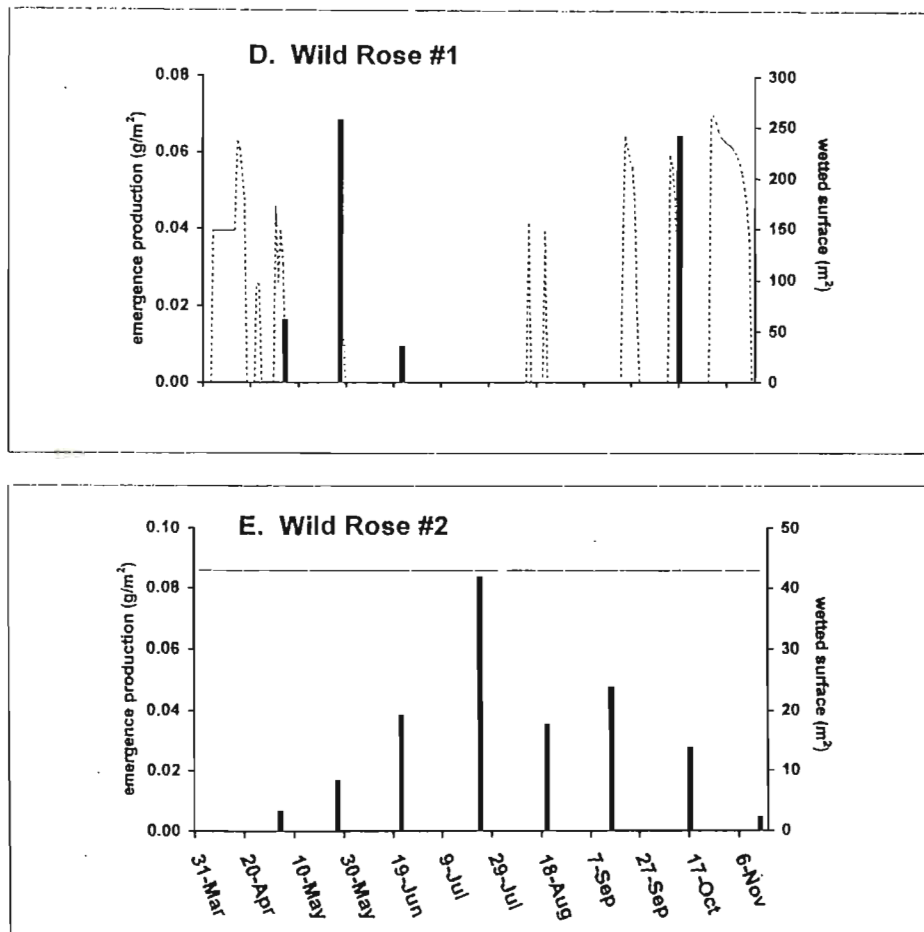 D. Wild Rose #1
emergence production (g/m²)
0.08
0.06
0.04
0.02
0.00
300
250
200
150
100
50
0
wetted surface (m²)
E. Wild Rose #2
emergence production (g/m²)
0.10
0.08
0.06
0.04
0.02
0.00
50
40
30
20
10
0
wetted surface (m²)
31-Mar
20-Apr
10-May
30-May
19-Jun
9-Jul
29-Jul
18-Aug
7-Sep
27-Sep
17-Oct
6-Nov